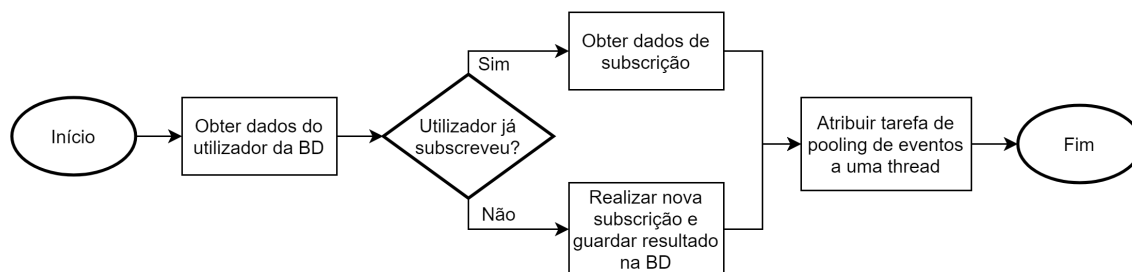 Início
Obter dados do
utilizador da BD
Utilizador já
subscreveu?
Sim
Obter dados de
subscrição
Não
Realizar nova
subscrição e
guardar resultado
na BD
Atribuir tarefa de
pooling de eventos
a uma thread
Fim